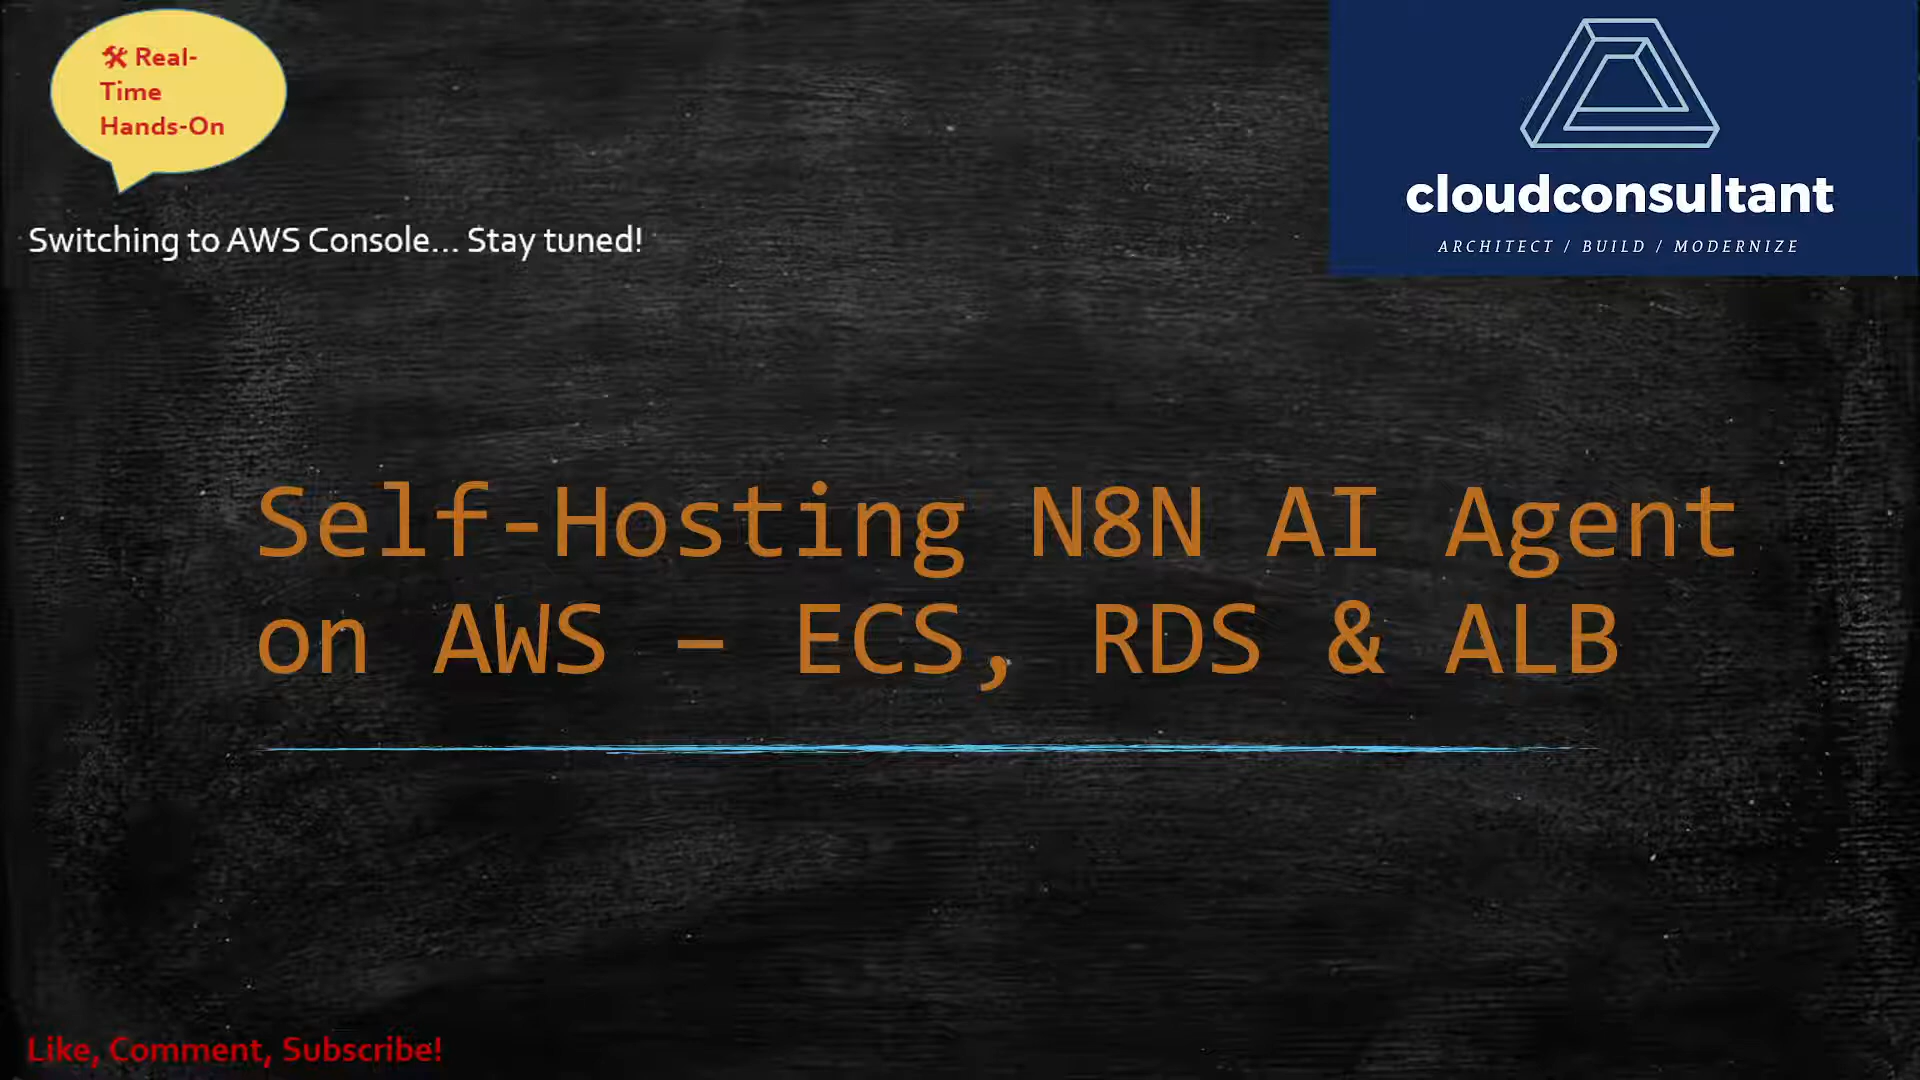 🛠 Real-
Time
Hands-On
cloudconsultant
ARCHITECT / BUILD / MODERNIZE
Switching to AWS Console... Stay tuned!
Self-Hosting N8N AI Agent
on AWS – ECS, RDS & ALB
Like, Comment, Subscribe!